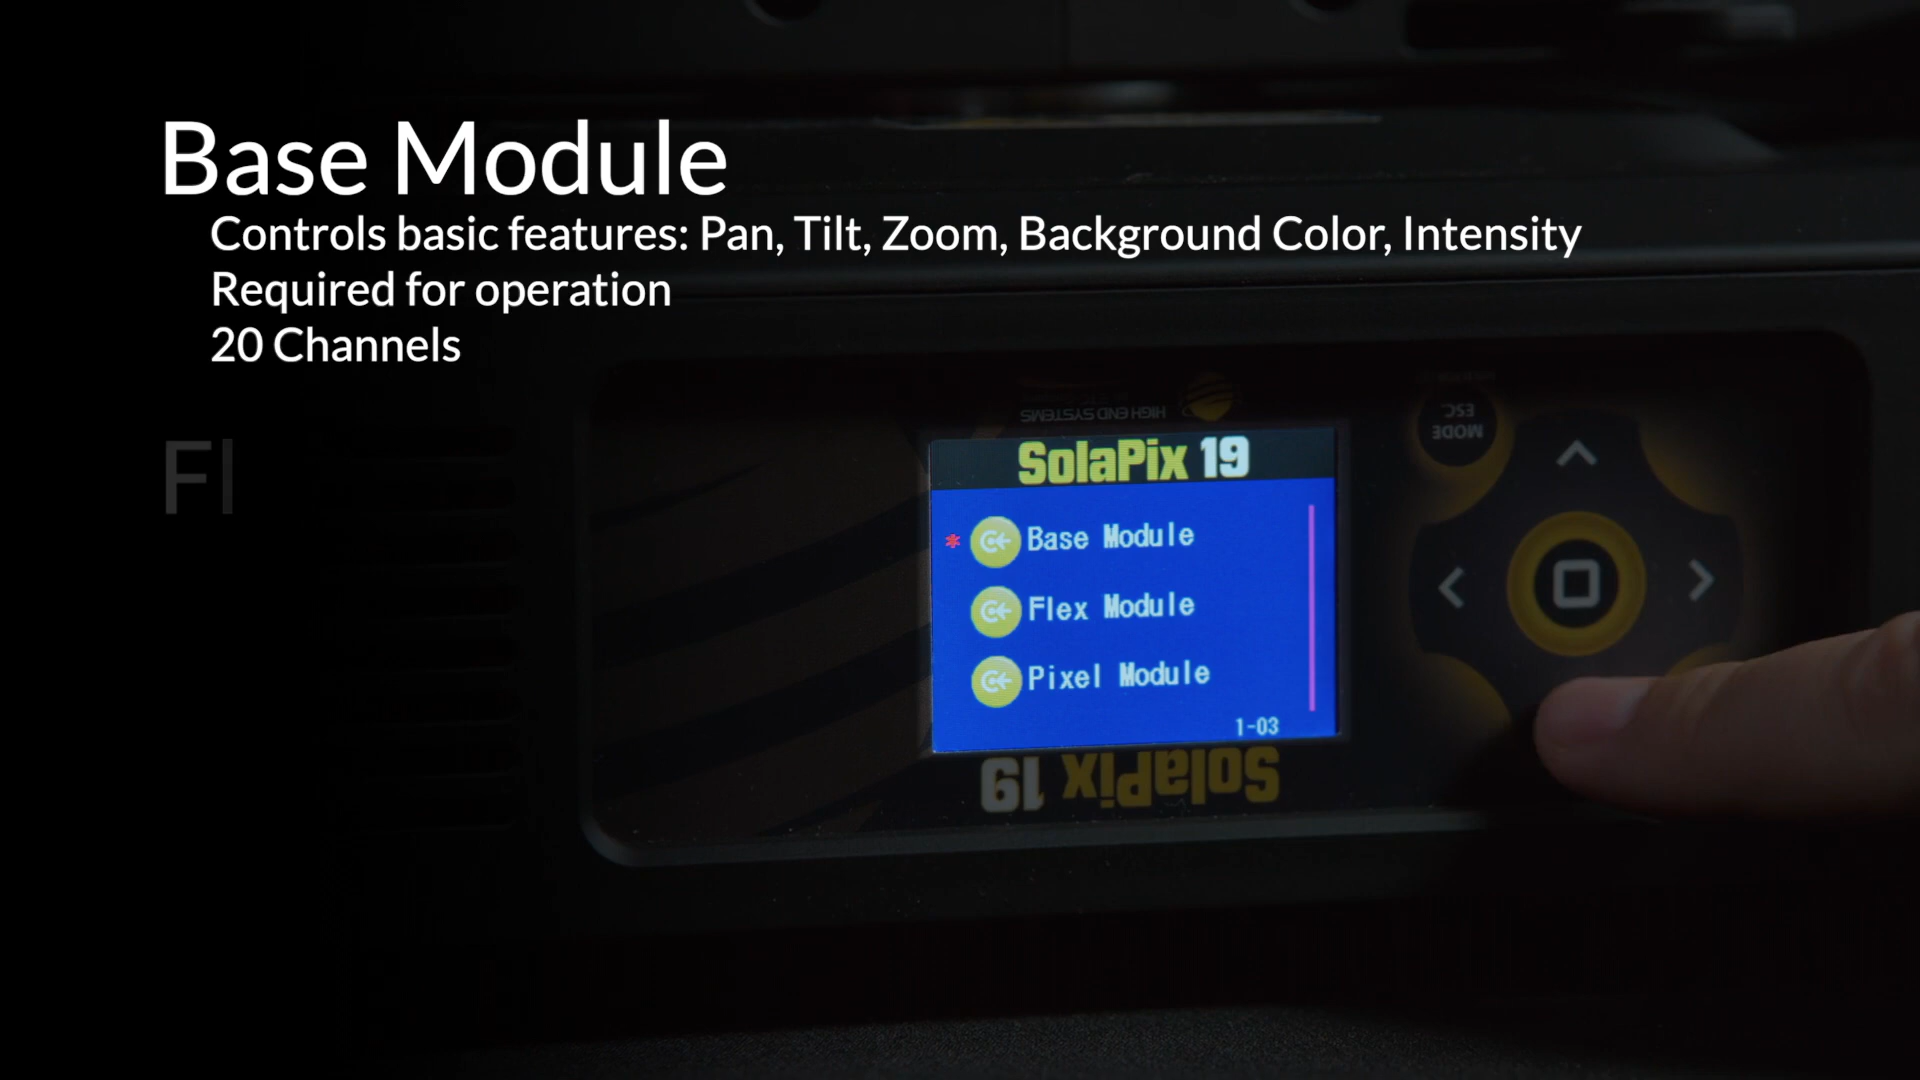 Base Module
Controls basic features: Pan, Tilt, Zoom, Background Color, Intensity
Required for operation
20 Channels
Fl
HIGH END SYSTEMS
MODE
ESC
SolaPix 19
* Base Module
Flex Module
Pixel Module
1-03
SolaPix 19